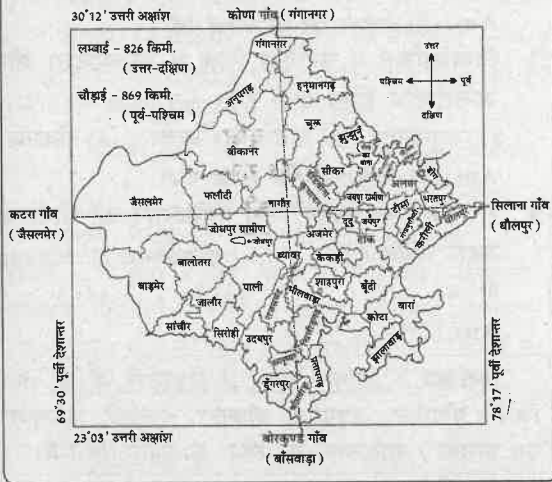 30°12' उत्तरी अक्षांश
कोणा गाँव ( गंगानगर )
लम्बाई – 826 किमी.
( उत्तर-दक्षिण )
चौड़ाई – 869 किमी.
( पूर्व-पश्चिम )
उत्तर
पश्चिम
पूर्व
दक्षिण
गंगानगर
अनूपगढ़
हनुमानगढ़
चूरू
झुन्झुनूं
बीकानेर
सीकर
अलवर
जैसलमेर
फलौदी
नागौर
जयपुर ग्रामीण
भरतपुर
कटरा गाँव
( जैसलमेर )
सिलाना गाँव
( धौलपुर )
जोधपुर ग्रामीण
जोधपुर
अजमेर
दूदू
जयपुर
दौसा
करौली
ब्यावर
केकड़ी
बालोतरा
बाड़मेर
पाली
शाहपुरा
भीलवाड़ा
बूँदी
जालौर
कोटा
बारां
सांचौर
सिरोही
उदयपुर
झालावाड़
प्रतापगढ़
डूँगरपुर
69°30' पूर्वी देशान्तर
78°17' पूर्वी देशान्तर
23°03' उत्तरी अक्षांश
बोरकुण्ड गाँव
( बाँसवाड़ा )